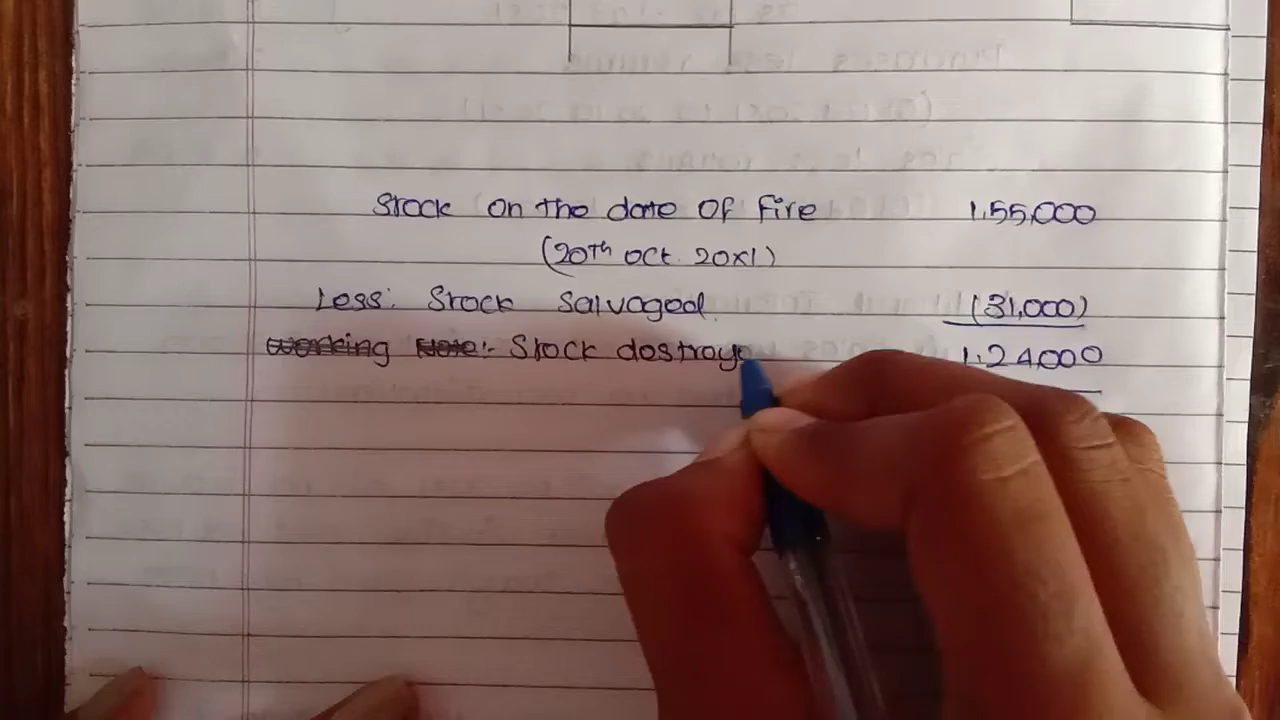 Stock on the date of fire 1,55,000
(20th Oct. 20x1)
Less: Stock Salvaged. (31,000)
working Note:- Stock destroye 1,24,000